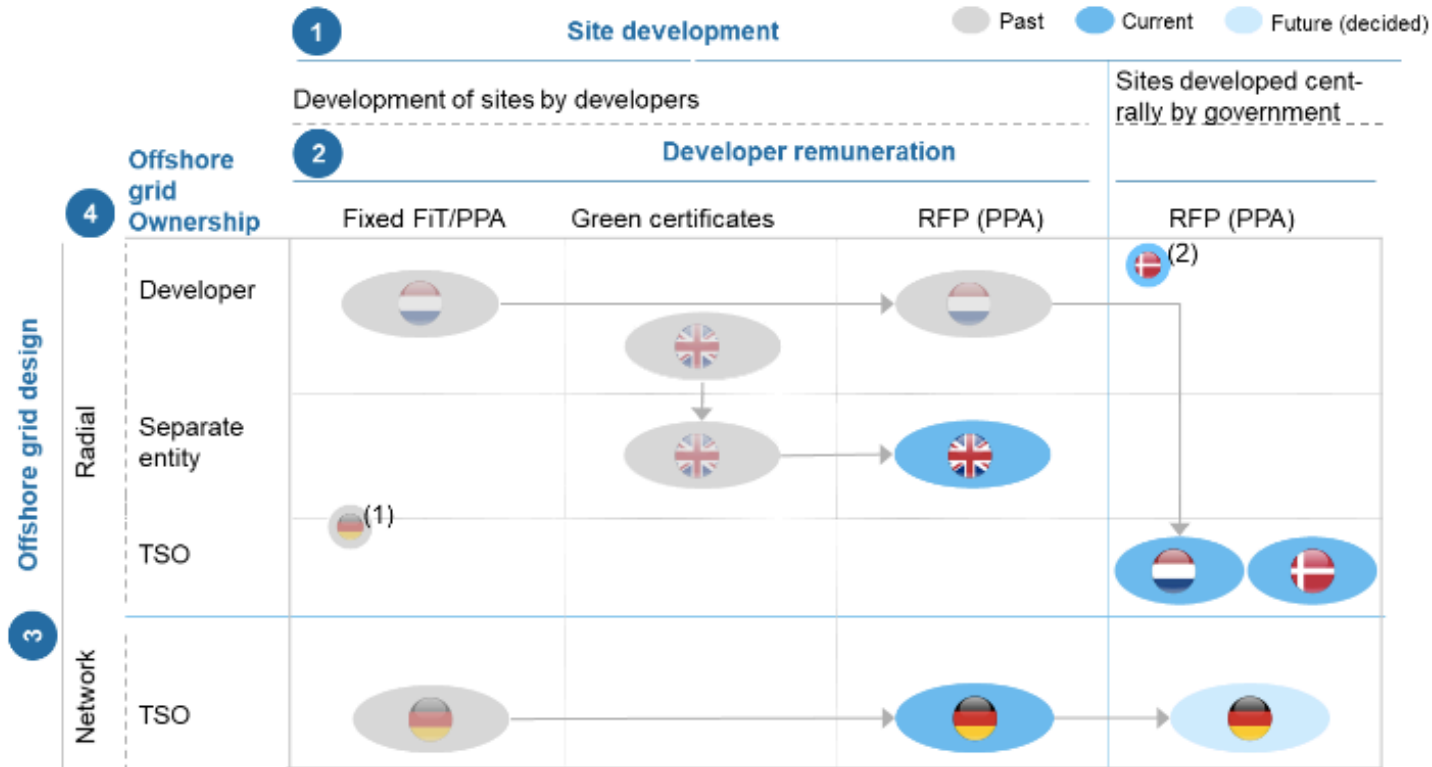 1
Site development
Past
Current
Future (decided)
Development of sites by developers
Sites developed cent-
rally by government
2
Developer remuneration
4
Offshore
grid
Ownership
Fixed FiT/PPA
Green certificates
RFP (PPA)
RFP (PPA)
Offshore grid design
3
Radial
Developer
(2)
Separate
entity
(1)
TSO
Network
TSO